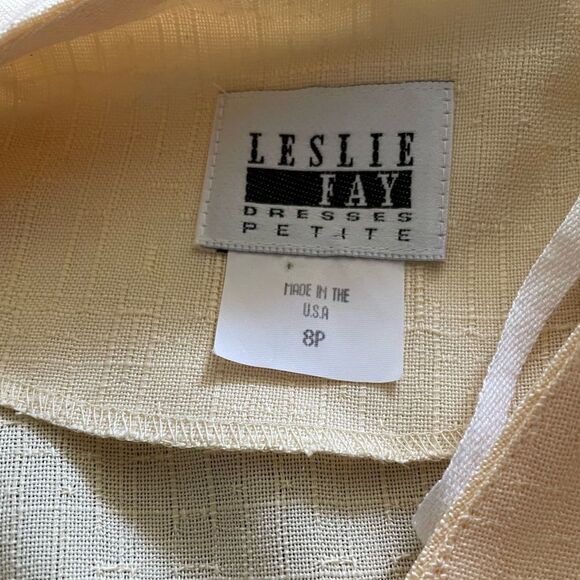 LESLIE
FAY
DRESSES
PETITE
MADE IN THE
U.S.A
8P